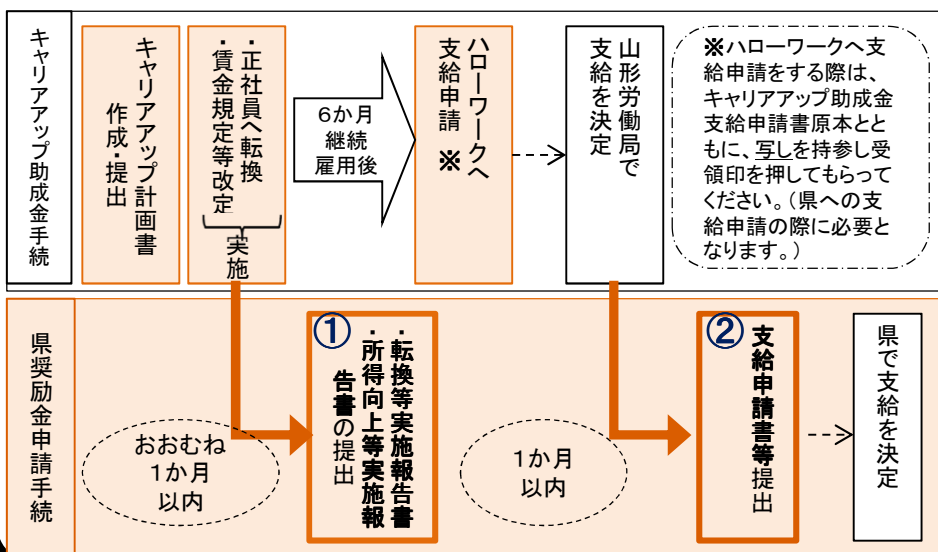 キャリアアップ助成金手続
キャリアアップ計画書
作成・提出
・正社員へ転換
・賃金規定等改定
実施
6か月
継続
雇用後
ハローワークへ
支給申請 ※
山形労働局で
支給を決定
※ハローワークへ支
給申請をする際は、
キャリアアップ助成金
支給申請書原本とと
もに、写しを持参し受
領印を押してもらって
ください。（県への支
給申請の際に必要と
なります。）
県奨励金申請手続
おおむね
1か月
以内
①
・転換等実施報告書
・所得向上等実施報
告書の提出
1か月
以内
②
支給申請書等提出
県で支給を決定